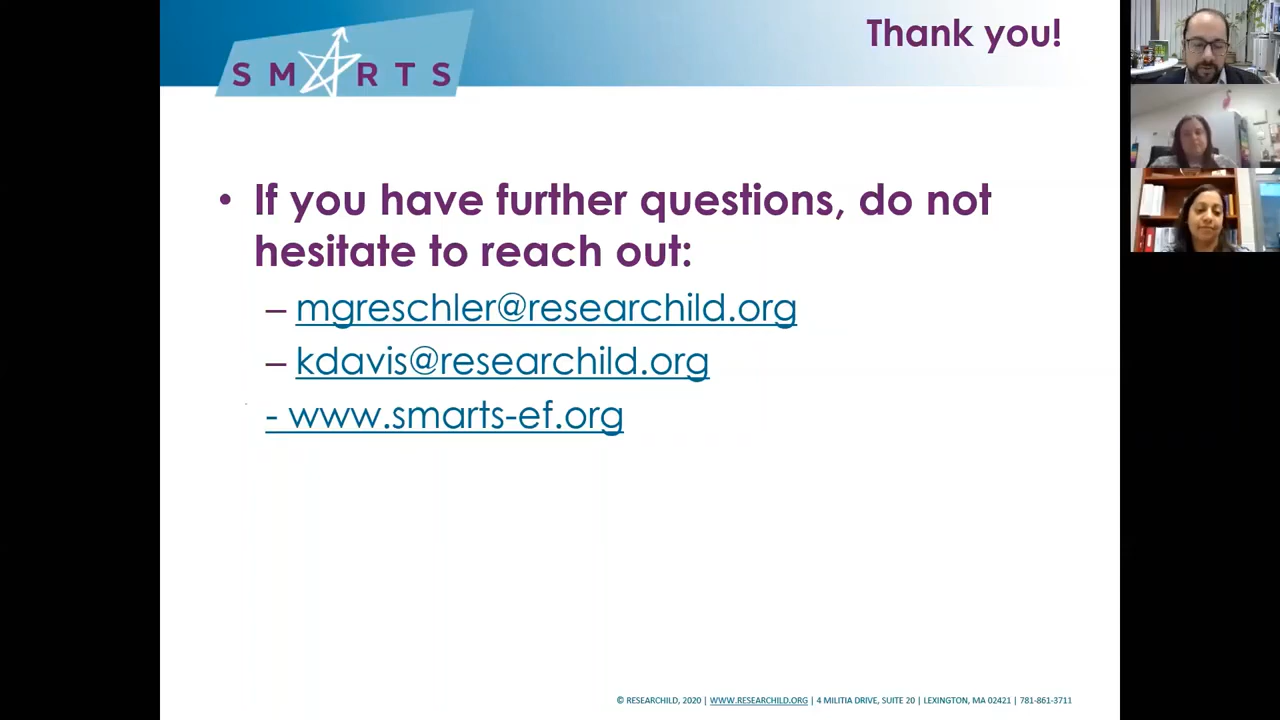 SMARTS
Thank you!
• If you have further questions, do not
hesitate to reach out:
– mgreschler@researchild.org
– kdavis@researchild.org
- www.smarts-ef.org
© RESEARCHILD, 2020 | WWW.RESEARCHILD.ORG | 4 MILITIA DRIVE, SUITE 20 | LEXINGTON, MA 02421 | 781-861-3711